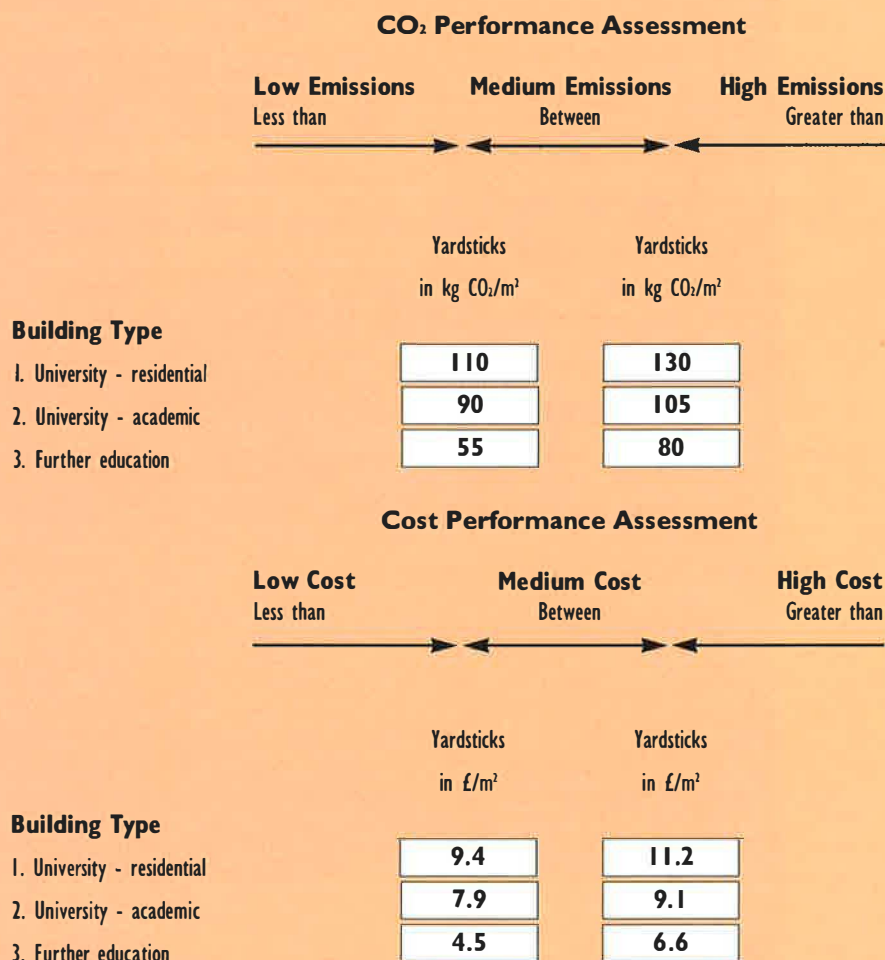 CO₂ Performance Assessment
Low Emissions Medium Emissions High Emissions
Less than Between Greater than
Yardsticks Yardsticks
in kg CO₂/m² in kg CO₂/m²
Building Type
1. University - residential 110 130
2. University - academic 90 105
3. Further education 55 80
Cost Performance Assessment
Low Cost Medium Cost High Cost
Less than Between Greater than
Yardsticks Yardsticks
in £/m² in £/m²
Building Type
1. University - residential 9.4 11.2
2. University - academic 7.9 9.1
3. Further education 4.5 6.6